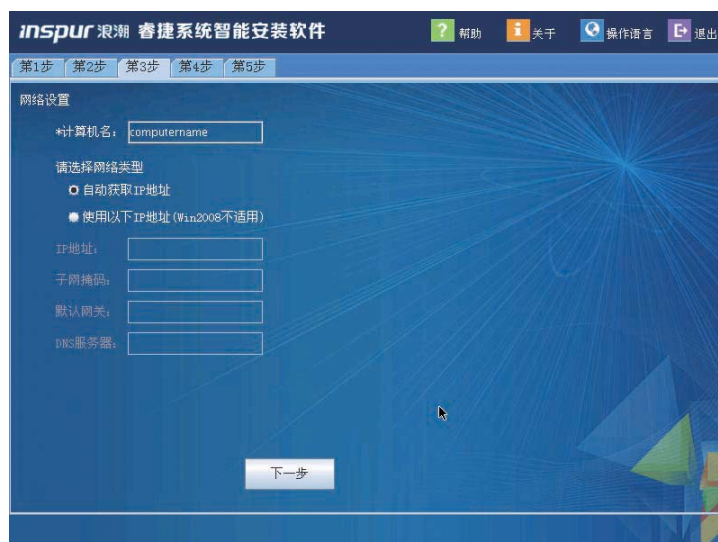 inspur 浪潮 睿捷系统智能安装软件 ? 帮助 i 关于 操作语言 退出
第1步 第2步 第3步 第4步 第5步
网络设置
*计算机名: computername
请选择网络类型
自动获取IP地址
使用以下IP地址(Win2008不适用)
IP地址:
子网掩码:
默认网关:
DNS服务器:
下一步